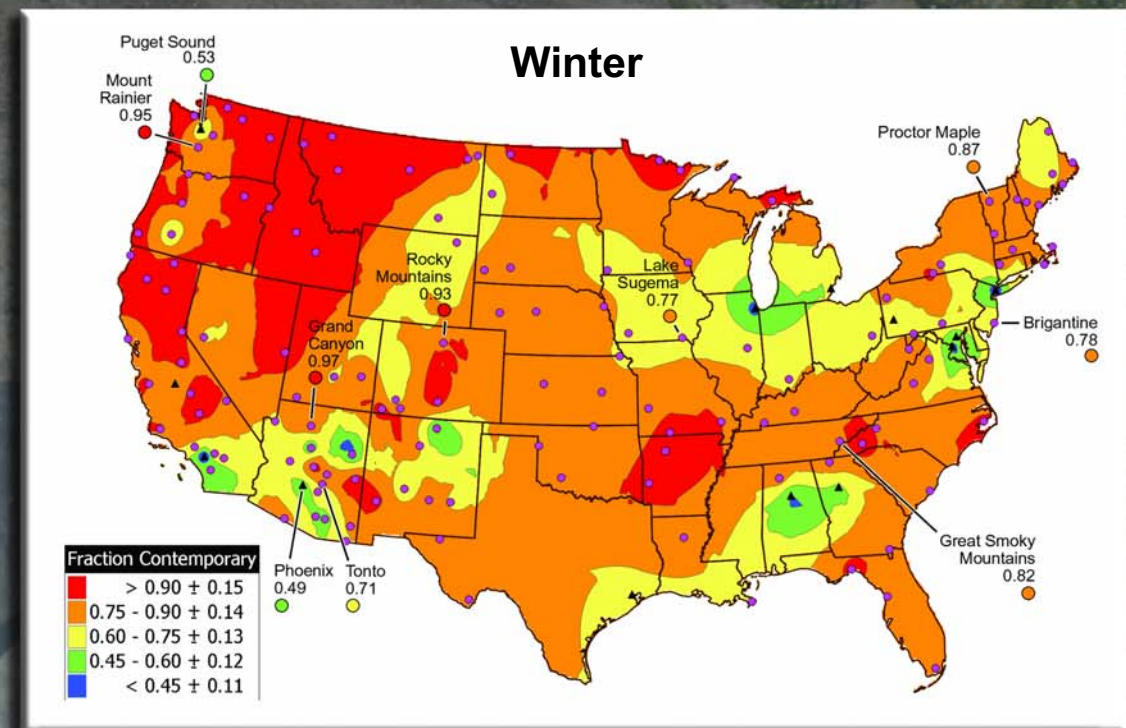 Winter
Puget Sound
0.53
Mount
Rainier
0.95
Proctor Maple
0.87
Rocky
Mountains
0.93
Lake
Sugema
0.77
Grand
Canyon
0.97
Brigantine
0.78
Great Smoky
Mountains
0.82
Phoenix
0.49
Tonto
0.71
Fraction Contemporary
> 0.90 ± 0.15
0.75 - 0.90 ± 0.14
0.60 - 0.75 ± 0.13
0.45 - 0.60 ± 0.12
< 0.45 ± 0.11